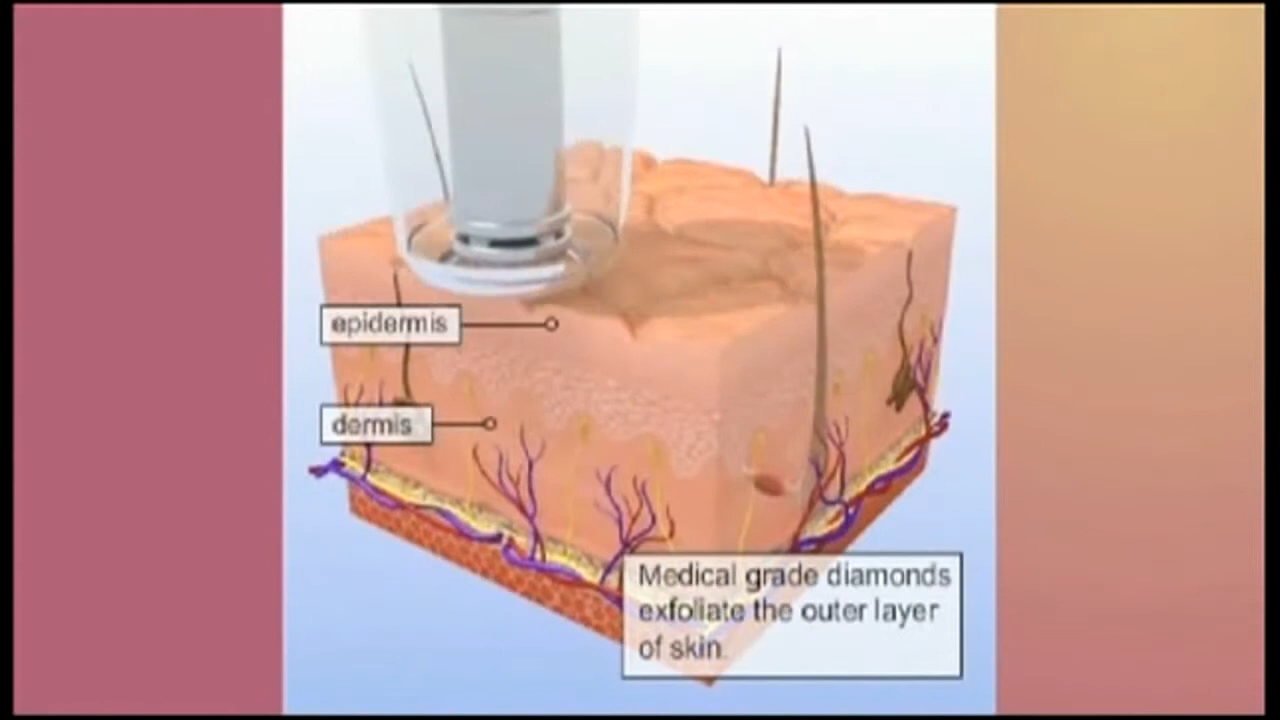 epidermis
dermis
Medical grade diamonds
exfoliate the outer layer
of skin.